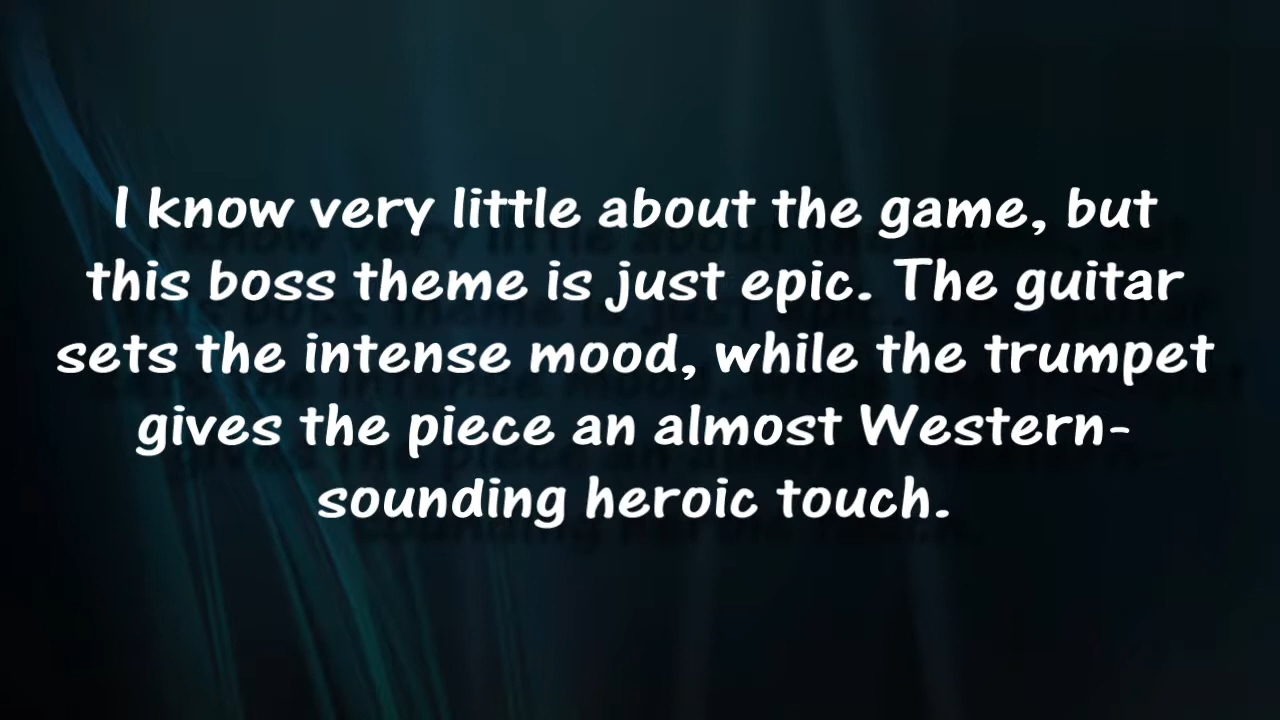 I know very little about the game, but
this boss theme is just epic. The guitar
sets the intense mood, while the trumpet
gives the piece an almost Western-
sounding heroic touch.